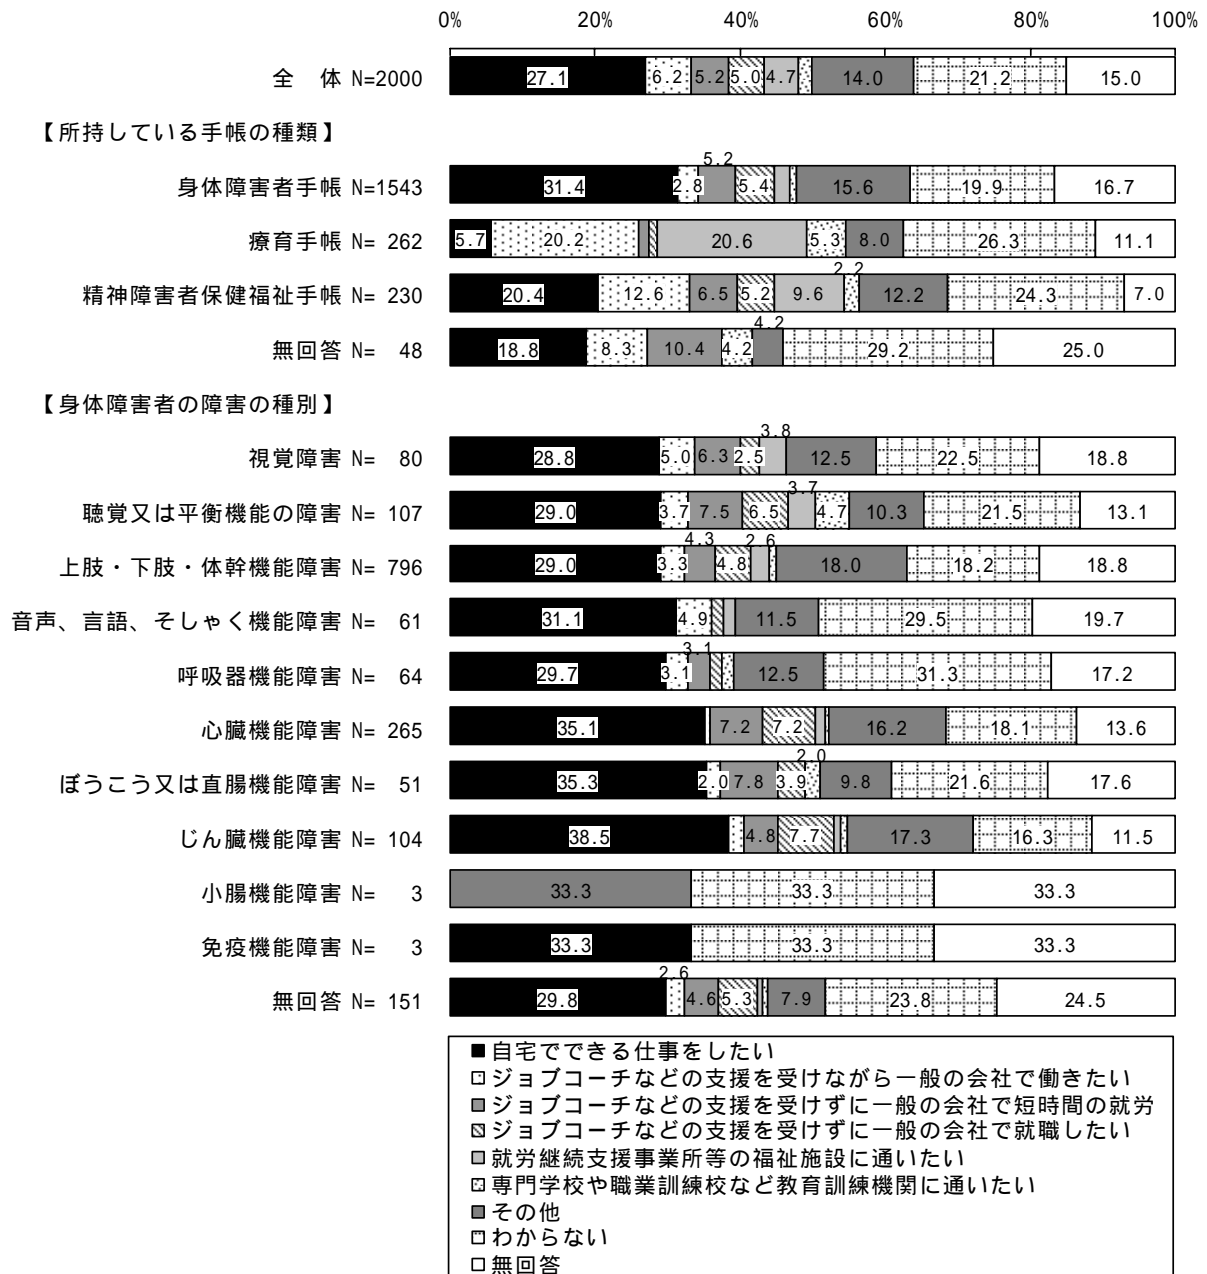 0% 20% 40% 60% 80% 100%
全　体 N=2000 27.1 6.2 5.2 5.0 4.7 14.0 21.2 15.0
【所持している手帳の種類】
5.2
身体障害者手帳 N=1543 31.4 2.8 5.4 15.6 19.9 16.7
療育手帳 N= 262 5.7 20.2 20.6 5.3 8.0 26.3 11.1
2.2
精神障害者保健福祉手帳 N= 230 20.4 12.6 6.5 5.2 9.6 12.2 24.3 7.0
4.2
無回答 N= 48 18.8 8.3 10.4 4.2 29.2 25.0
【身体障害者の障害の種別】
3.8
視覚障害 N= 80 28.8 5.0 6.3 2.5 12.5 22.5 18.8
3.7
聴覚又は平衡機能の障害 N= 107 29.0 3.7 7.5 6.5 4.7 10.3 21.5 13.1
4.3 2.6
上肢・下肢・体幹機能障害 N= 796 29.0 3.3 4.8 18.0 18.2 18.8
音声、言語、そしゃく機能障害 N= 61 31.1 4.9 11.5 29.5 19.7
3.1
呼吸器機能障害 N= 64 29.7 3.1 12.5 31.3 17.2
心臓機能障害 N= 265 35.1 7.2 7.2 16.2 18.1 13.6
2.0
ぼうこう又は直腸機能障害 N= 51 35.3 2.0 7.8 3.9 9.8 21.6 17.6
じん臓機能障害 N= 104 38.5 4.8 7.7 17.3 16.3 11.5
小腸機能障害 N= 3 33.3 33.3 33.3
免疫機能障害 N= 3 33.3 33.3 33.3
2.6
無回答 N= 151 29.8 4.6 5.3 7.9 23.8 24.5
自宅でできる仕事をしたい
ジョブコーチなどの支援を受けながら一般の会社で働きたい
ジョブコーチなどの支援を受けずに一般の会社で短時間の就労
ジョブコーチなどの支援を受けずに一般の会社で就職したい
就労継続支援事業所等の福祉施設に通いたい
専門学校や職業訓練校など教育訓練機関に通いたい
その他
わからない
無回答